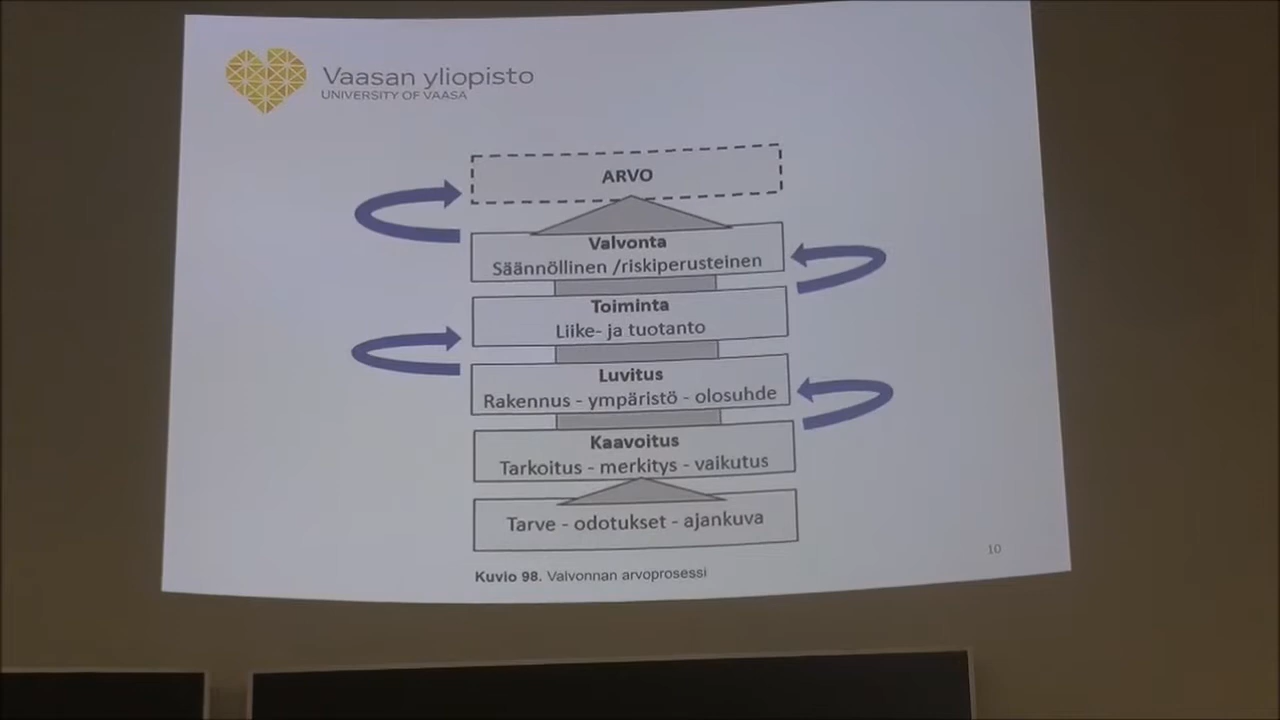 Vaasan yliopisto
UNIVERSITY OF VAASA
ARVO
Valvonta
Säännöllinen /riskiperusteinen
Toiminta
Liike- ja tuotanto
Luvitus
Rakennus - ympäristö - olosuhde
Kaavoitus
Tarkoitus - merkitys - vaikutus
Tarve - odotukset - ajankuva
10
Kuvio 98. Valvonnan arvoprosessi